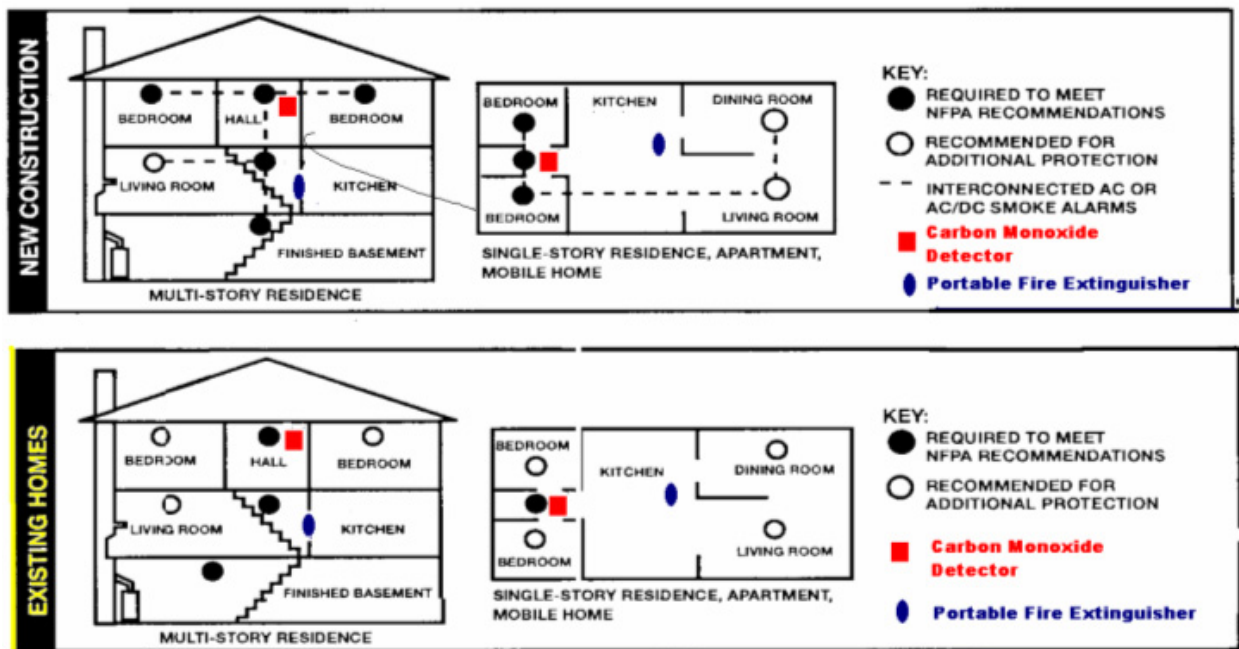 NEW CONSTRUCTION
BEDROOM
HALL
BEDROOM
LIVING ROOM
KITCHEN
FINISHED BASEMENT
MULTI-STORY RESIDENCE
BEDROOM
KITCHEN
DINING ROOM
BEDROOM
LIVING ROOM
SINGLE-STORY RESIDENCE, APARTMENT,
MOBILE HOME
KEY:
REQUIRED TO MEET
NFPA RECOMMENDATIONS
RECOMMENDED FOR
ADDITIONAL PROTECTION
INTERCONNECTED AC OR
AC/DC SMOKE ALARMS
Carbon Monoxide
Detector
Portable Fire Extinguisher
EXISTING HOMES
BEDROOM
HALL
BEDROOM
LIVING ROOM
KITCHEN
FINISHED BASEMENT
MULTI-STORY RESIDENCE
BEDROOM
KITCHEN
DINING ROOM
BEDROOM
LIVING ROOM
SINGLE-STORY RESIDENCE, APARTMENT,
MOBILE HOME
KEY:
REQUIRED TO MEET
NFPA RECOMMENDATIONS
RECOMMENDED FOR
ADDITIONAL PROTECTION
Carbon Monoxide
Detector
Portable Fire Extinguisher